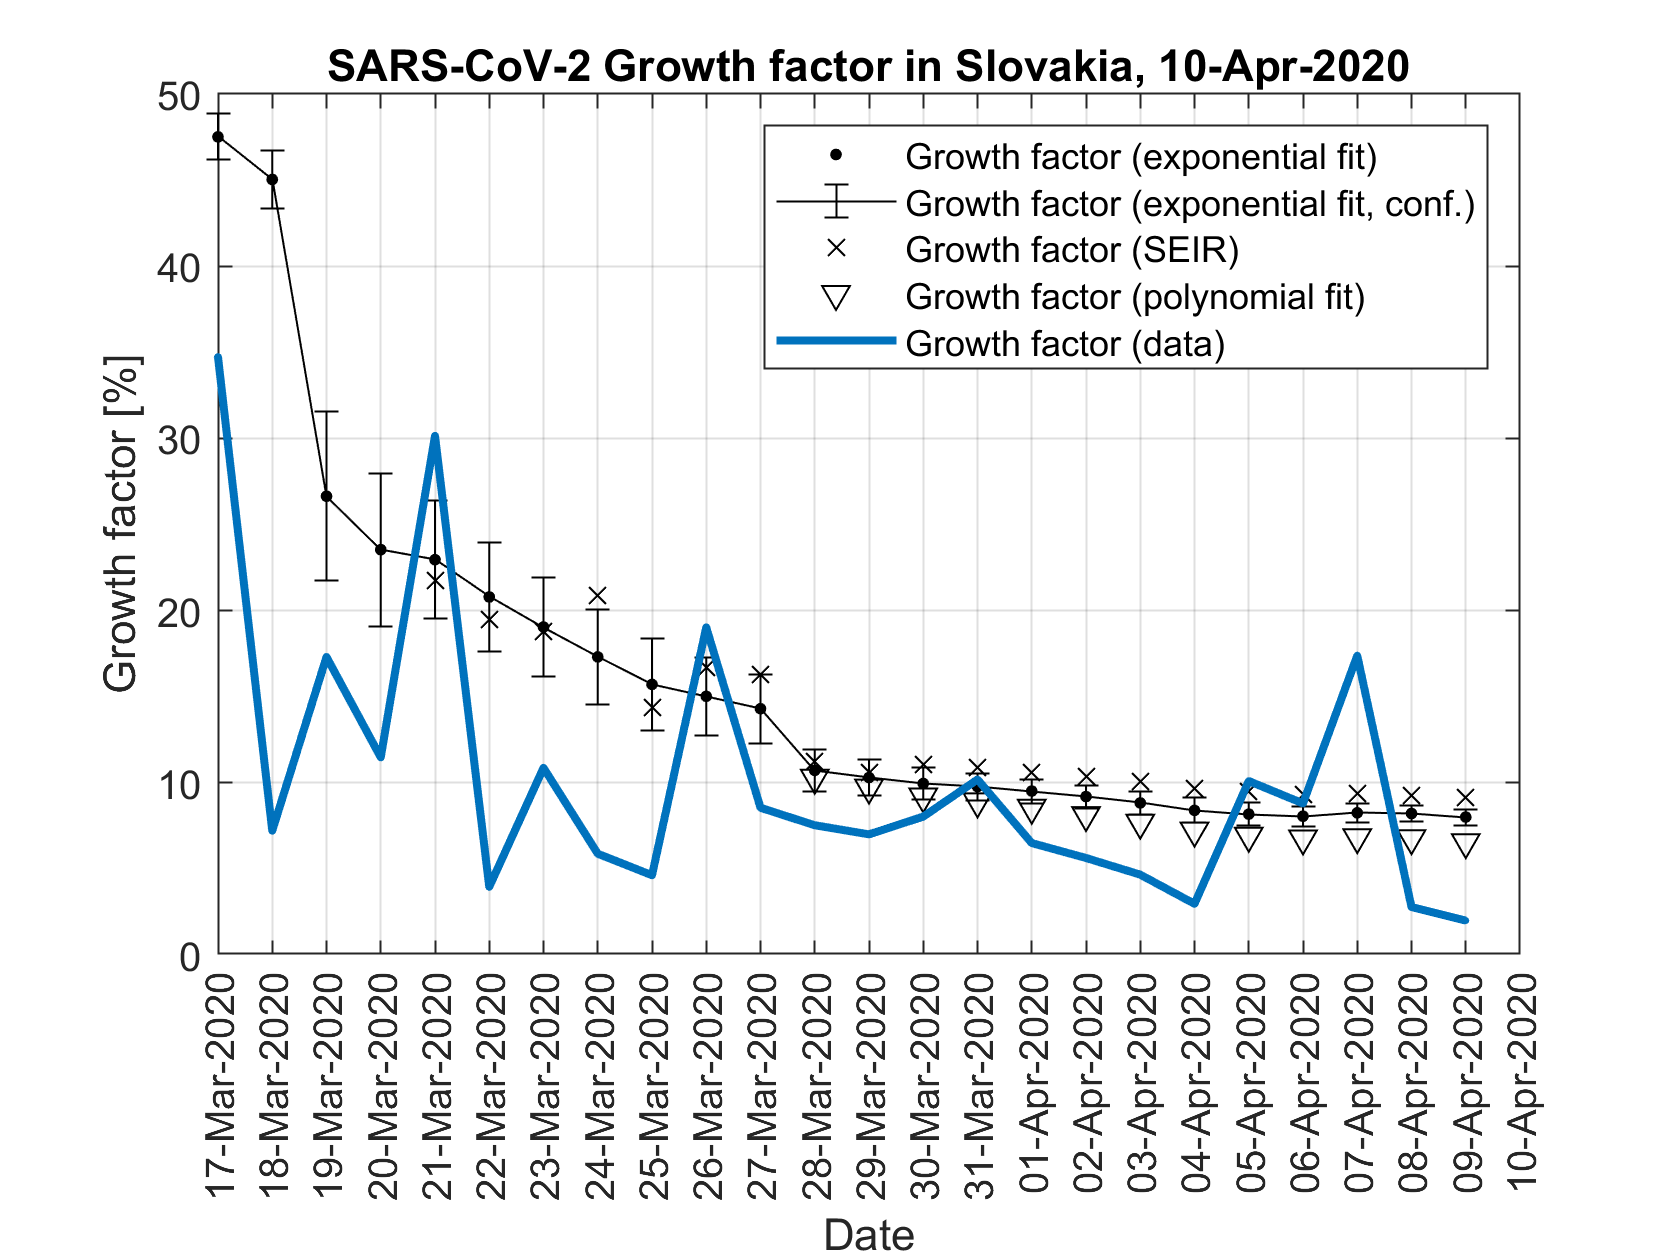 SARS-CoV-2 Growth factor in Slovakia, 10-Apr-2020
Growth factor (exponential fit)
Growth factor (exponential fit, conf.)
Growth factor (SEIR)
Growth factor (polynomial fit)
Growth factor (data)
Growth factor [%]
50
40
30
20
10
0
17-Mar-2020
18-Mar-2020
19-Mar-2020
20-Mar-2020
21-Mar-2020
22-Mar-2020
23-Mar-2020
24-Mar-2020
25-Mar-2020
26-Mar-2020
27-Mar-2020
28-Mar-2020
29-Mar-2020
30-Mar-2020
31-Mar-2020
01-Apr-2020
02-Apr-2020
03-Apr-2020
04-Apr-2020
05-Apr-2020
06-Apr-2020
07-Apr-2020
08-Apr-2020
09-Apr-2020
10-Apr-2020
Date